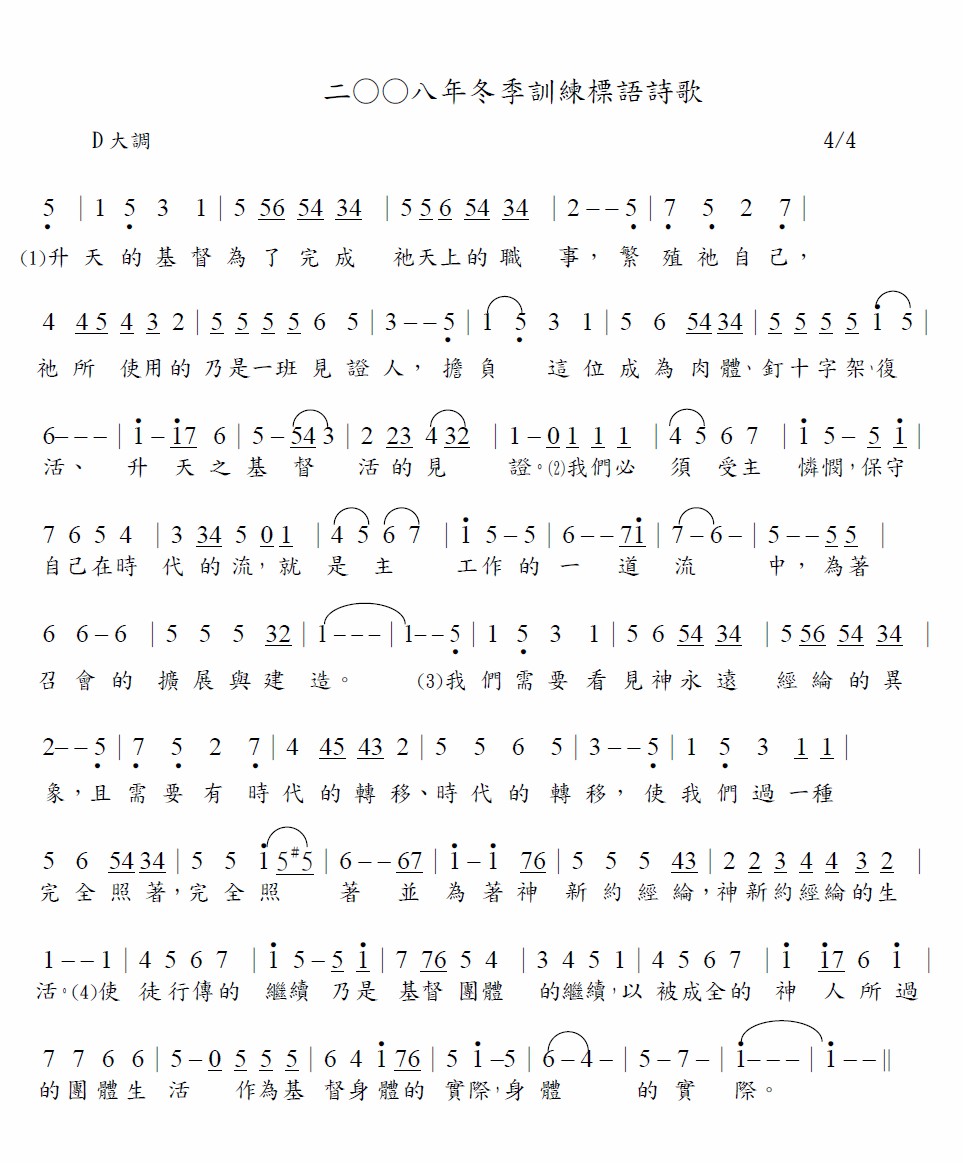 二○○八年冬季訓練標語詩歌
D大調 4/4
5 | 1 5 3 1 | 5 56 54 34 | 55 6 54 34 | 2 - - 5 | 7 5 2 7 |
(1)升天的基督為了完成 祂天上的職 事，繁 殖祂自己，
4 45 4 3 2 | 5 5 5 5 6 5 | 3 - - 5 | 1 5 3 1 | 5 6 54 34 | 5 5 5 5 i 5 |
祂所 使用的乃是一班見證人，擔負 這位成為肉體、釘十字架、復
6 - - - | i - i7 6 | 5 - 54 3 | 2 23 4 32 | 1 - 0 1 1 1 | 4 5 6 7 | i 5 - 5 i |
活、 升天之基督 活的見 證。(2)我們必 須受主 憐憫，保守
7 6 5 4 | 3 34 5 0 1 | 4 5 6 7 | i 5 - 5 | 6 - - 7i | 7 - 6 - | 5 - - 5 5 |
自己在時 代的流，就 是主 工作的一 道流 中，為著
6 6 - 6 | 5 5 5 32 | 1 - - - | 1 - - 5 | 1 5 3 1 | 5 6 54 34 | 5 56 54 34 |
召會的擴展與建造。 (3)我們需要看見神永遠 經綸的異
2 - - 5 | 7 5 2 7 | 4 45 43 2 | 5 5 6 5 | 3 - - 5 | 1 5 3 1 1 |
象，且需要有時代的轉移、時代的轉移，使我們過一種
5 6 54 34 | 5 5 i 5#5 | 6 - - 67 | i - i 76 | 5 5 5 43 | 2 2 3 4 4 3 2 |
完全照著，完全照 著並為著神 新約經綸，神新約經綸的生
1 - - 1 | 4 5 6 7 | i 5 - 5 i | 7 76 5 4 | 3 4 5 1 | 4 5 6 7 | i i7 6 i |
活。(4)使 徒行傳的 繼續 乃是 基督團體 的繼續，以被成全的 神人所過
7 7 6 6 | 5 - 0 5 5 5 | 6 4 i 76 | 5 i - 5 | 6 - 4 - | 5 - 7 - | i - - - | i - - ‖
的團體生 活 作為基 督身體的 實際，身體 的實 際。